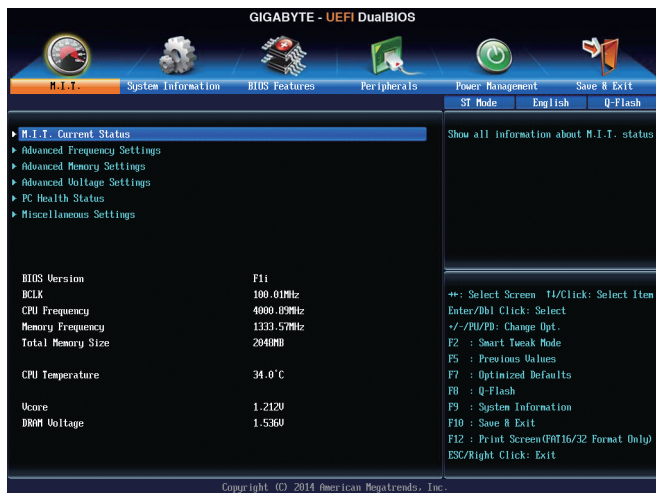 GIGABYTE - UEFI DualBIOS
M.I.T. System Information BIOS Features Peripherals Power Management Save & Exit
ST Mode English Q-Flash
M.I.T. Current Status
Advanced Frequency Settings
Advanced Memory Settings
Advanced Voltage Settings
PC Health Status
Miscellaneous Settings
Show all information about M.I.T. status
BIOS Version F1i
BCLK 100.01MHz
CPU Frequency 4000.89MHz
Memory Frequency 1333.57MHz
Total Memory Size 2048MB
CPU Temperature 34.0°C
Vcore 1.212V
DRAM Voltage 1.536V
→←: Select Screen ↑↓/Click: Select Item
Enter/Dbl Click: Select
+/-/PU/PD: Change Opt.
F2 : Smart Tweak Mode
F5 : Previous Values
F7 : Optimized Defaults
F8 : Q-Flash
F9 : System Information
F10 : Save & Exit
F12 : Print Screen(FAT16/32 Format Only)
ESC/Right Click: Exit
Copyright (C) 2014 American Megatrends, Inc.